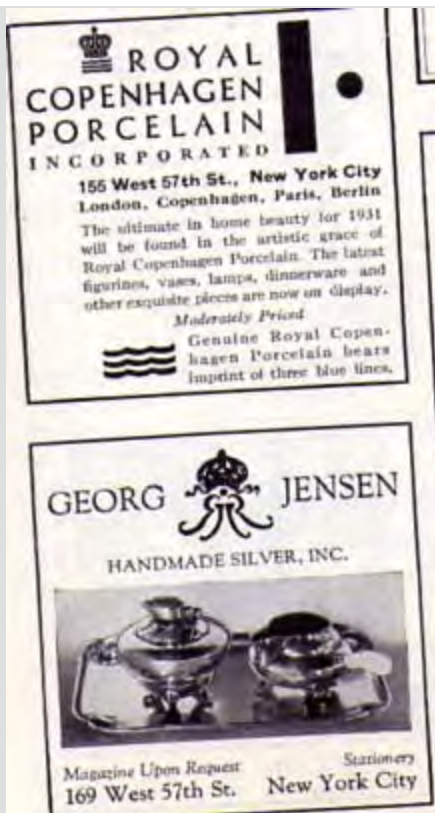 ROYAL
COPENHAGEN
PORCELAIN
INCORPORATED
155 West 57th St., New York City
London, Copenhagen, Paris, Berlin
The ultimate in home beauty for 1931
will be found in the artistic grace of
Royal Copenhagen Porcelain. The latest
figurines, vases, lamps, dinnerware and
other exquisite pieces are now on display.
Moderately Priced
Genuine Royal Copen-
hagen Porcelain bears
imprint of three blue lines.
GEORG JENSEN
HANDMADE SILVER, INC.
Magazine Upon Request Stationery
169 West 57th St. New York City